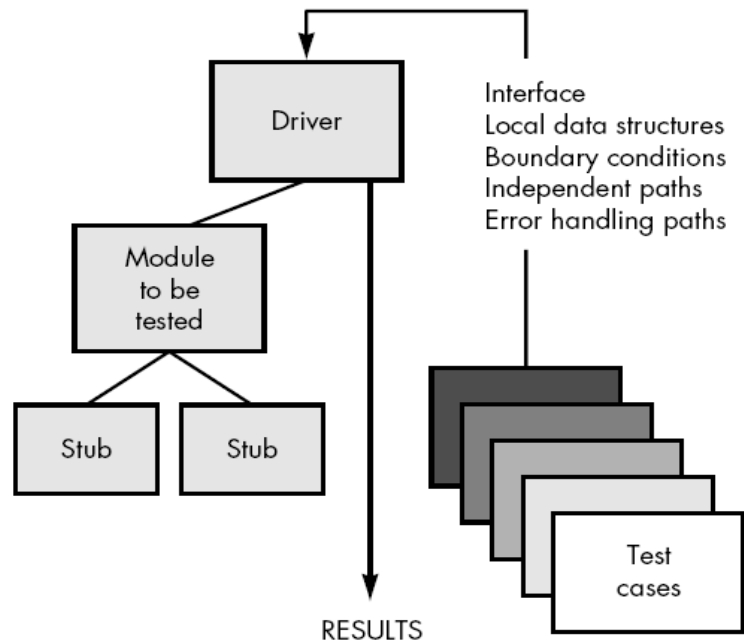 Driver
Interface
Local data structures
Boundary conditions
Independent paths
Error handling paths
Module
to be
tested
Stub
Stub
Test
cases
RESULTS